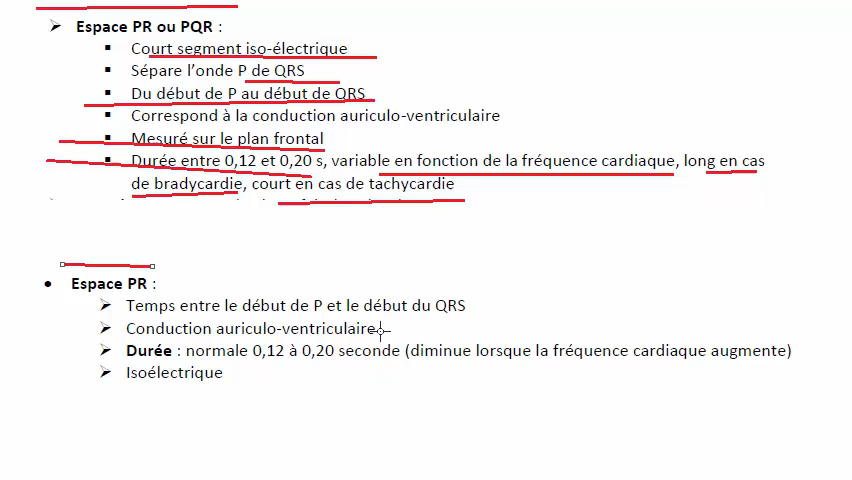 ➢ Espace PR ou PQR :
▪ Court segment iso-électrique
▪ Sépare l'onde P de QRS
▪ Du début de P au début de QRS
▪ Correspond à la conduction auriculo-ventriculaire
▪ Mesuré sur le plan frontal
▪ Durée entre 0,12 et 0,20 s, variable en fonction de la fréquence cardiaque, long en cas
de bradycardie, court en cas de tachycardie
• Espace PR :
➢ Temps entre le début de P et le début du QRS
➢ Conduction auriculo-ventriculaire
➢ Durée : normale 0,12 à 0,20 seconde (diminue lorsque la fréquence cardiaque augmente)
➢ Isoélectrique